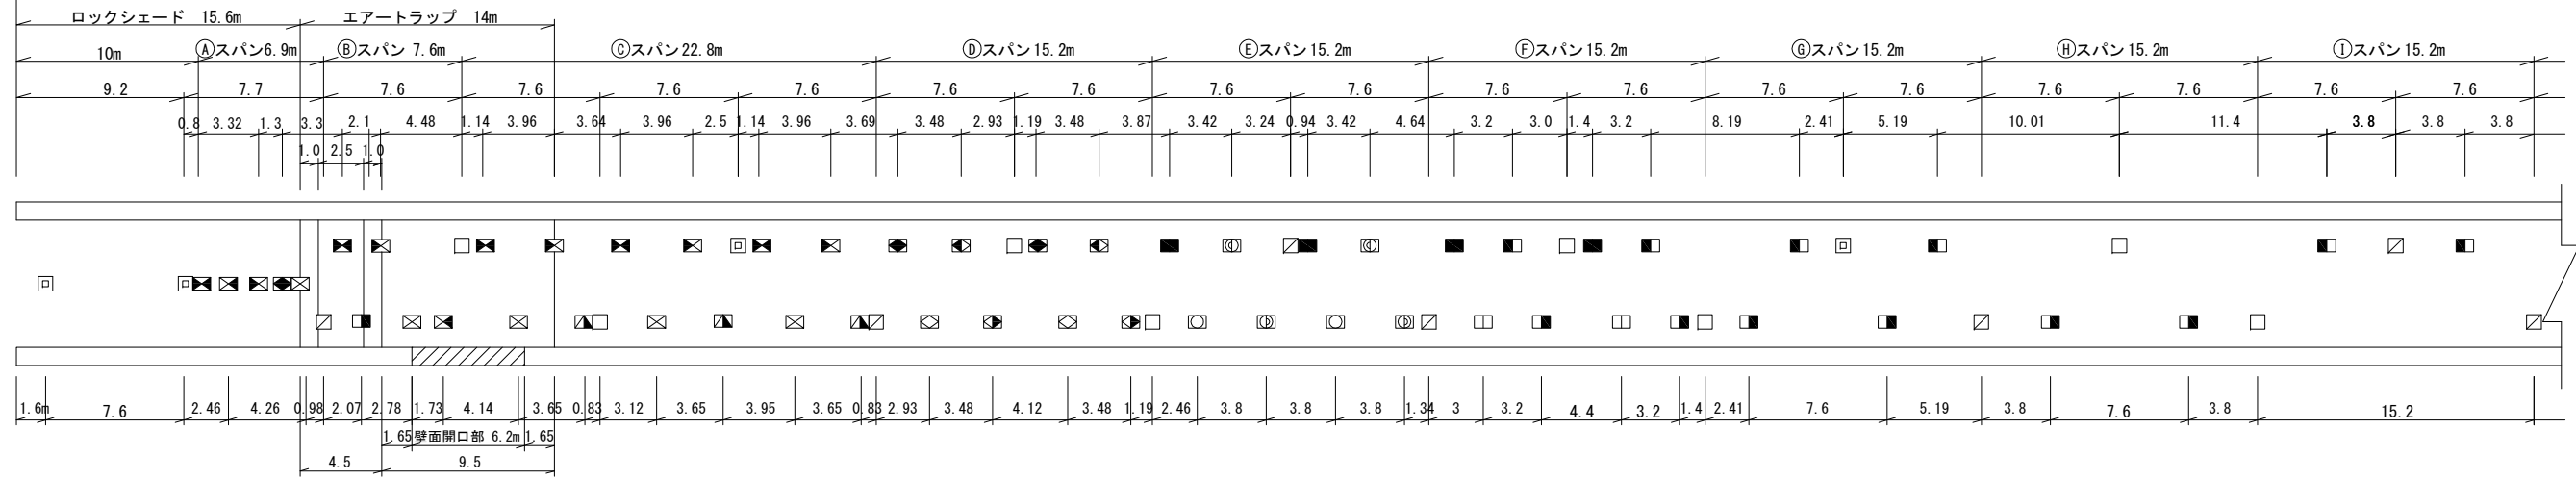 ロックシェード 15.6m エアートラップ 14m
10m Ⓐスパン6.9m Ⓑスパン 7.6m Ⓒスパン22.8m Ⓓスパン15.2m Ⓔスパン15.2m Ⓕスパン15.2m Ⓖスパン15.2m Ⓗスパン15.2m Ⓘスパン15.2m
9.2 7.7 7.6 7.6 7.6 7.6 7.6 7.6 7.6 7.6 7.6 7.6 7.6 7.6 7.6 7.6 7.6 7.6
0.8 3.32 1.3 3.3 2.1 4.48 1.14 3.96 3.64 3.96 2.5 1.14 3.96 3.69 3.48 2.93 1.19 3.48 3.87 3.42 3.24 0.94 3.42 4.64 3.2 3.0 1.4 3.2 8.19 2.41 5.19 10.01 11.4 3.8 3.8 3.8
1.0 2.5 1.0
1.6m 7.6 2.46 4.26 0.98 2.07 2.78 1.73 4.14 3.65 0.83 3.12 3.65 3.95 3.65 0.83 2.93 3.48 4.12 3.48 1.19 2.46 3.8 3.8 3.8 1.34 3 3.2 4.4 3.2 1.4 2.41 7.6 5.19 3.8 7.6 3.8 15.2
1.65 壁面開口部 6.2m 1.65
4.5 9.5